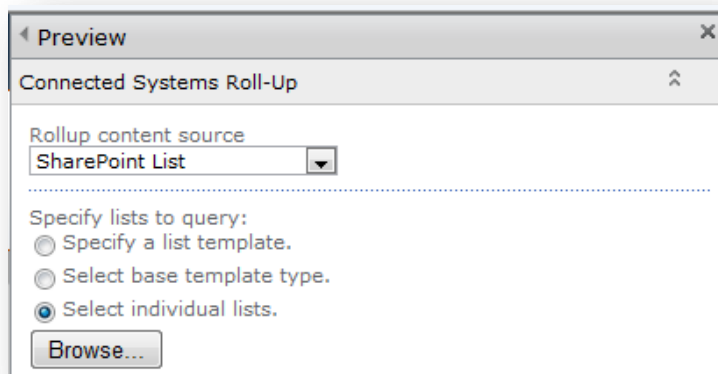 Preview
Connected Systems Roll-Up
Rollup content source
SharePoint List
Specify lists to query:
Specify a list template.
Select base template type.
Select individual lists.
Browse...